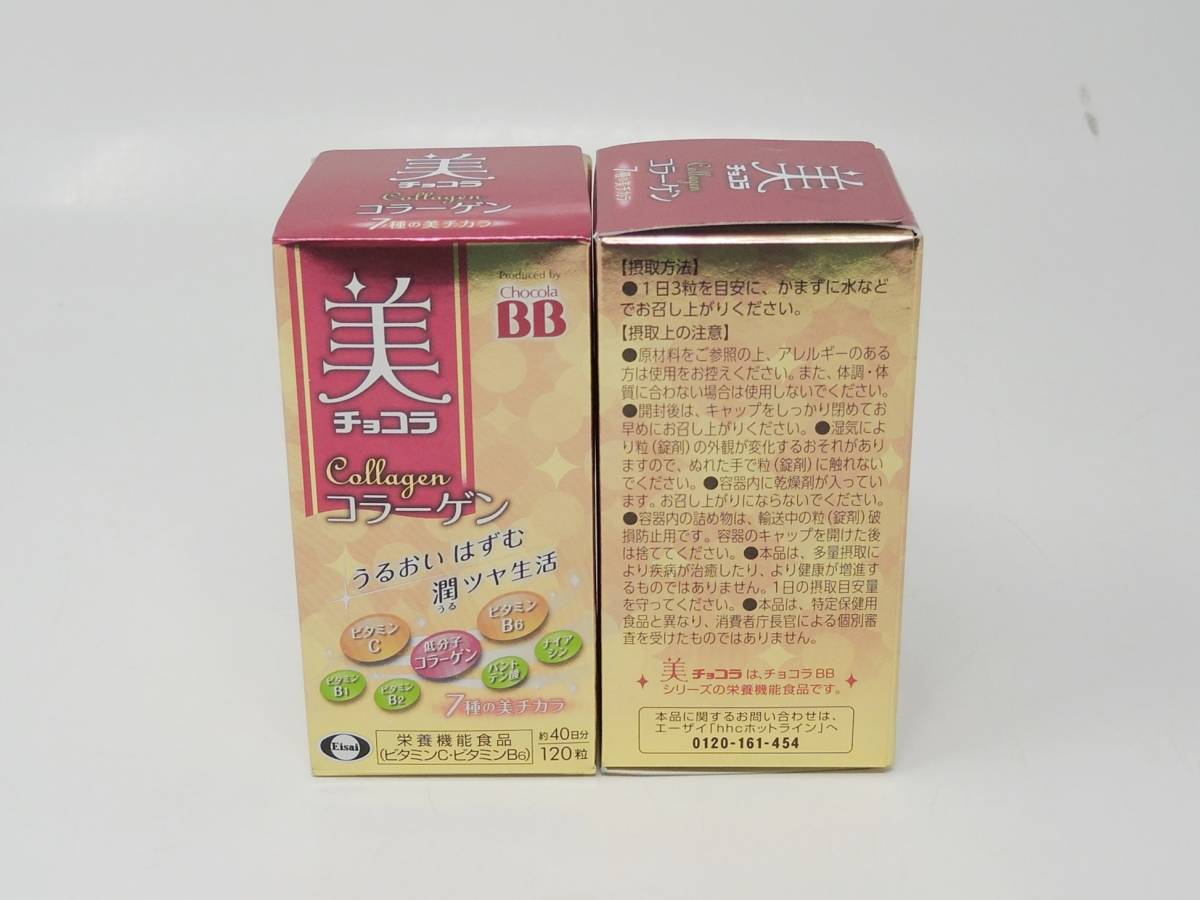 美
チョコラ
Collagen
コラーゲン
7種の美チカラ
Produced by
Chocola
BB
美
チョコラ
Collagen
コラーゲン
うるおい はずむ
潤ツヤ生活
うる
ビタミン
C
低分子
コラーゲン
ビタミン
B6
ビタミン
B1
ビタミン
B2
パント
テン酸
ナイア
シン
7種の美チカラ
Eisai
栄養機能食品
(ビタミンC・ビタミンB6)
約40日分
120粒
美
チョコラ
Collagen
コラーゲン
7種の美チカラ
【摂取方法】
●1日3粒を目安に、かまずに水など
でお召し上がりください。
【摂取上の注意】
●原材料をご参照の上、アレルギーのある
方は使用をお控えください。また、体調・体
質に合わない場合は使用しないでください。
●開封後は、キャップをしっかり閉めてお
早めにお召し上がりください。●湿気によ
り粒(錠剤)の外観が変化するおそれがあり
ますので、ぬれた手で粒(錠剤)に触れない
でください。●容器内に乾燥剤が入ってい
ます。お召し上がりにならないでください。
●容器内の詰め物は、輸送中の粒(錠剤)破
損防止用です。容器のキャップを開けた後
は捨ててください。●本品は、多量摂取に
より疾病が治癒したり、より健康が増進す
るものではありません。1日の摂取目安量
を守ってください。●本品は、特定保健用
食品と異なり、消費者庁長官による個別審
査を受けたものではありません。
美 チョコラ は、チョコラBB
シリーズの栄養機能食品です。
本品に関するお問い合わせは、
エーザイ「hhcホットライン」へ
0120-161-454